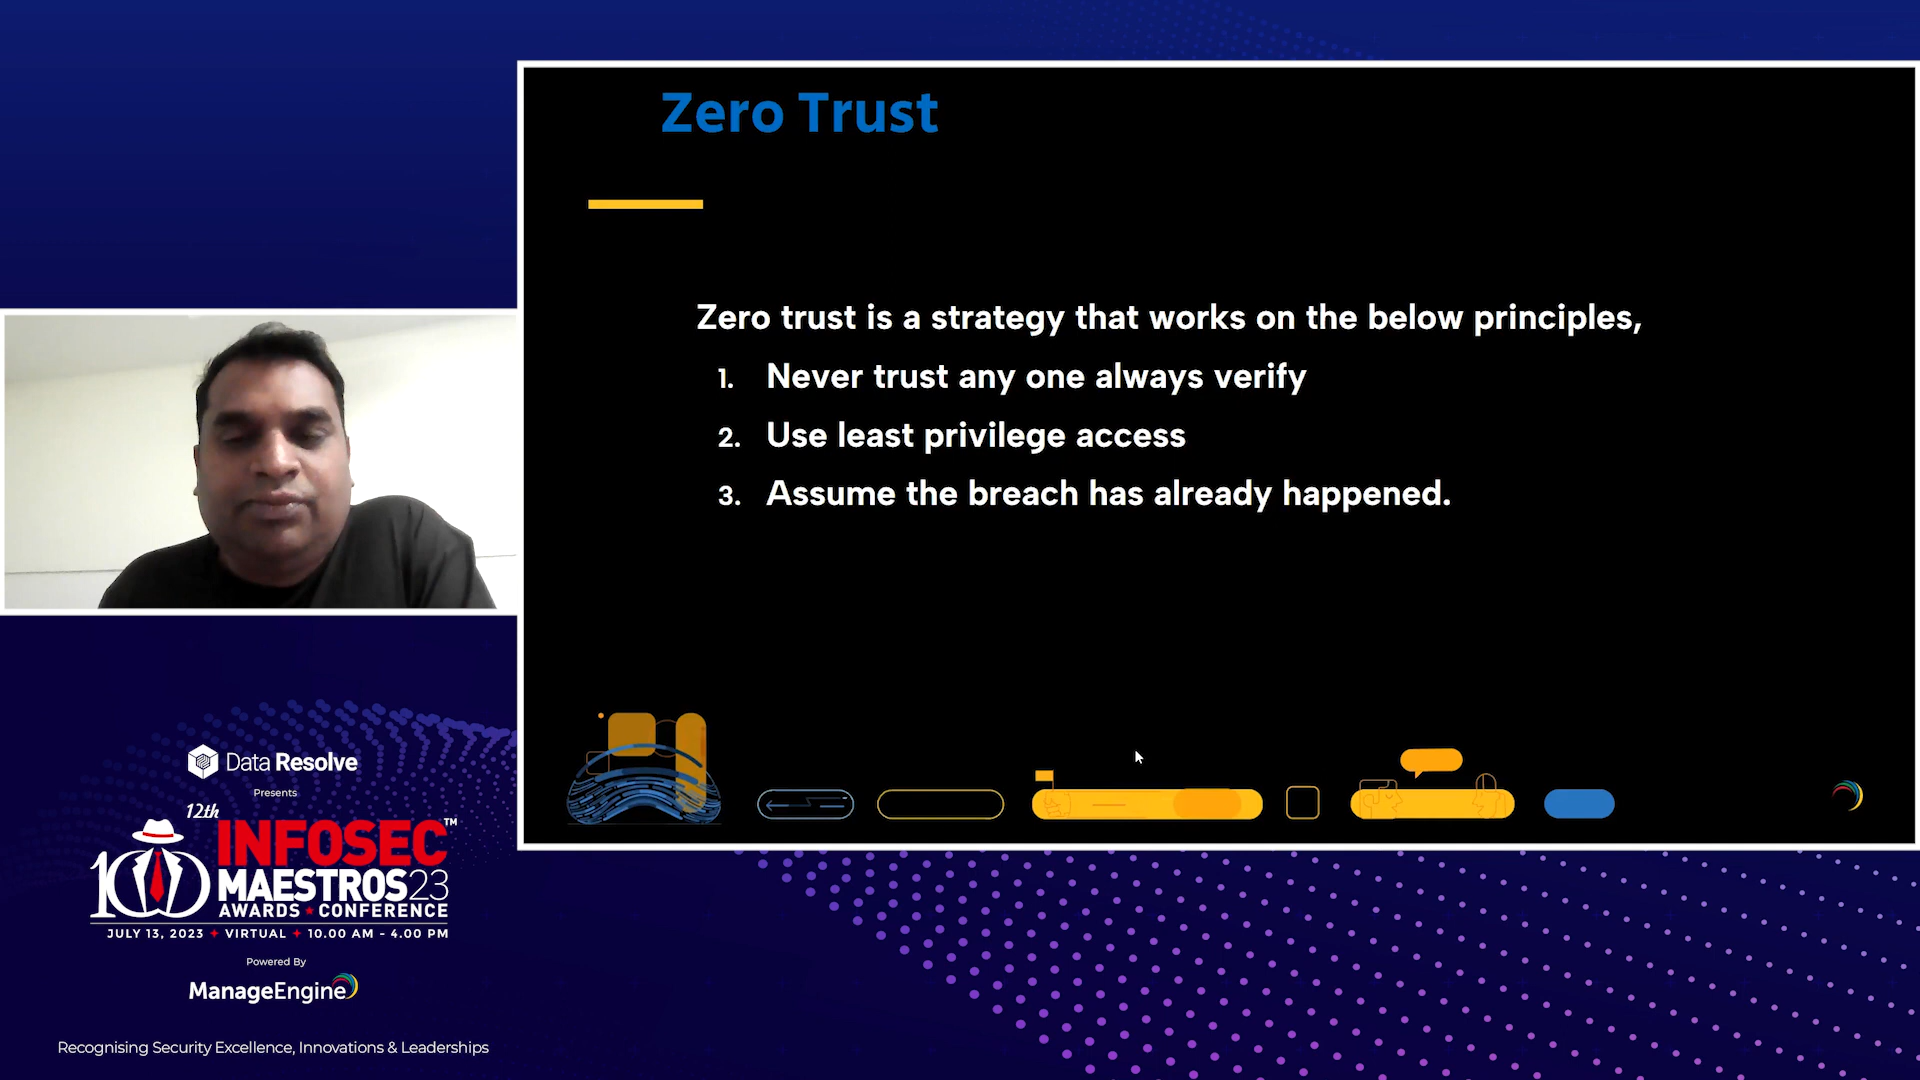 Zero Trust
Zero trust is a strategy that works on the below principles,
1. Never trust any one always verify
2. Use least privilege access
3. Assume the breach has already happened.
Data Resolve
Presents
12th
100 INFOSEC™
MAESTROS23
AWARDS ★ CONFERENCE
JULY 13, 2023 ✦ VIRTUAL ✦ 10.00 AM - 4.00 PM
Powered By
ManageEngine
Recognising Security Excellence, Innovations & Leaderships